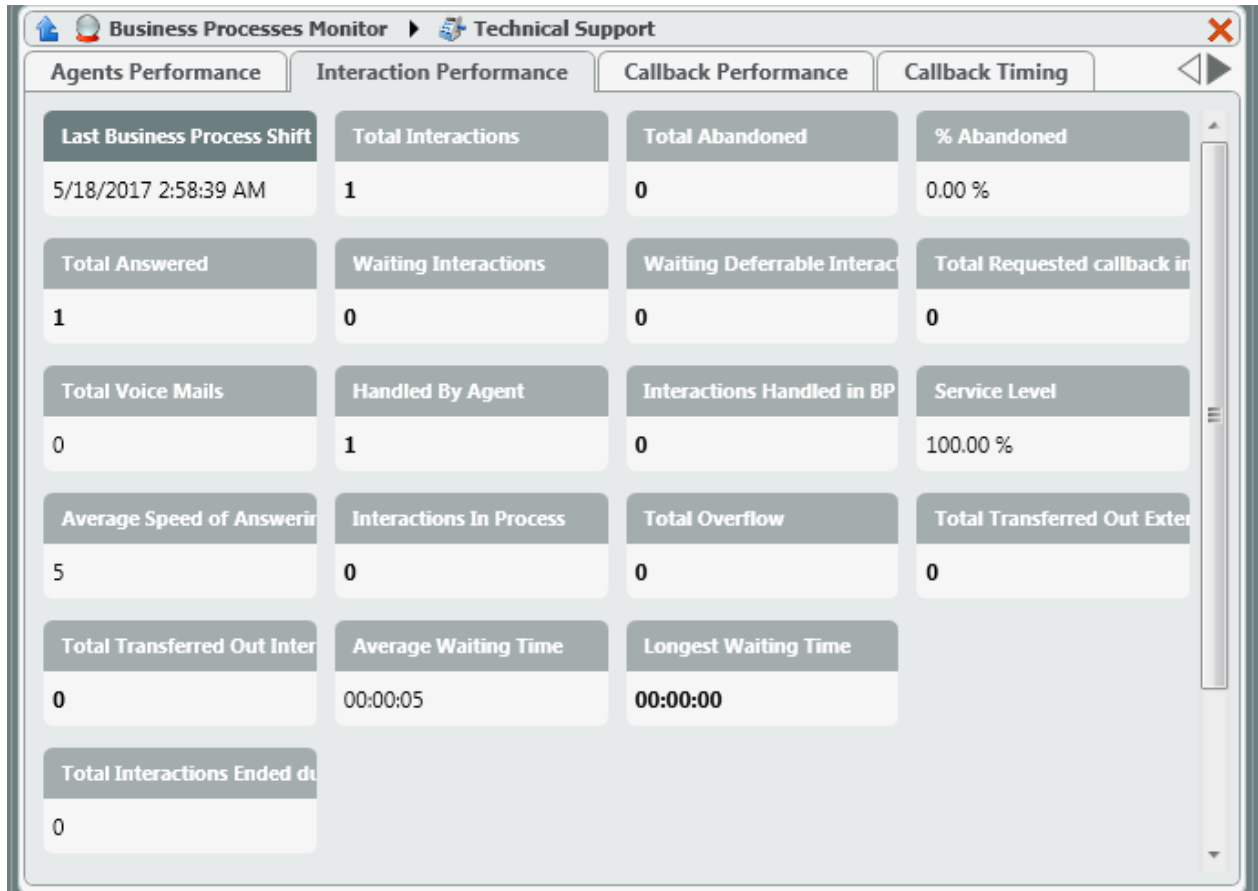 Business Processes Monitor Technical Support
Agents Performance Interaction Performance Callback Performance Callback Timing
Last Business Process Shift Total Interactions Total Abandoned % Abandoned
5/18/2017 2:58:39 AM 1 0 0.00 %
Total Answered Waiting Interactions Waiting Deferrable Interact Total Requested callback in
1 0 0 0
Total Voice Mails Handled By Agent Interactions Handled in BP Service Level
0 1 0 100.00 %
Average Speed of Answerin Interactions In Process Total Overflow Total Transferred Out Exter
5 0 0 0
Total Transferred Out Inter Average Waiting Time Longest Waiting Time
0 00:00:05 00:00:00
Total Interactions Ended du
0